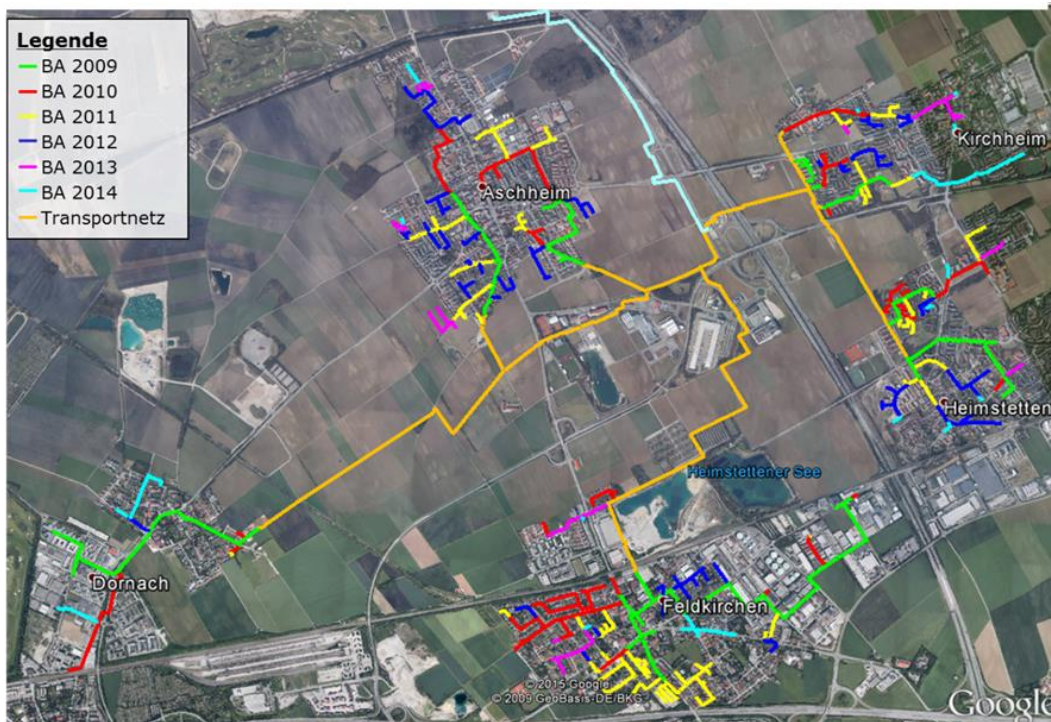 Legende
BA 2009
BA 2010
BA 2011
BA 2012
BA 2013
BA 2014
Transportnetz
Kirchheim
Aschheim
Heimstetten
Heimstettener See
Dornach
Feldkirchen
© 2015 Google
© 2009 GeoBasis-DE/BKG
Google